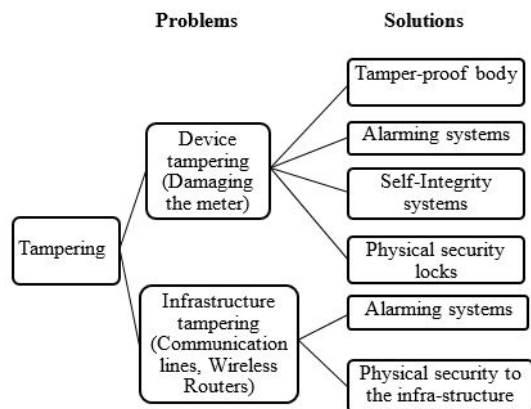 Problems
Solutions
Tampering
Device
tampering
(Damaging
the meter)
Tamper-proof body
Alarming systems
Self-Integrity
systems
Physical security
locks
Infrastructure
tampering
(Communication
lines, Wireless
Routers)
Alarming systems
Physical security to
the infra-structure